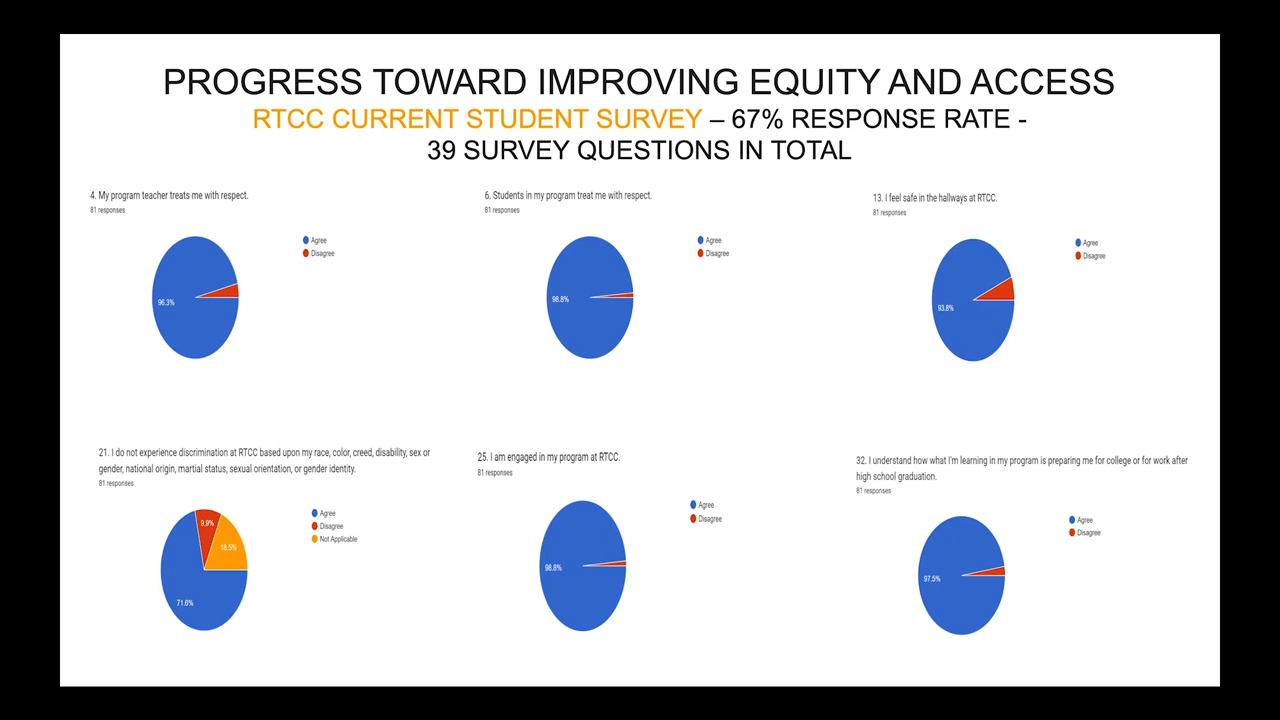 PROGRESS TOWARD IMPROVING EQUITY AND ACCESS
RTCC CURRENT STUDENT SURVEY – 67% RESPONSE RATE -
39 SURVEY QUESTIONS IN TOTAL
4. My program teacher treats me with respect.
81 responses
Agree
Disagree
96.3%
6. Students in my program treat me with respect.
81 responses
Agree
Disagree
98.8%
13. I feel safe in the hallways at RTCC.
81 responses
Agree
Disagree
93.8%
21. I do not experience discrimination at RTCC based upon my race, color, creed, disability, sex or
gender, national origin, martial status, sexual orientation, or gender identity.
81 responses
Agree
Disagree
Not Applicable
9.9%
18.5%
71.6%
25. I am engaged in my program at RTCC.
81 responses
Agree
Disagree
98.8%
32. I understand how what I'm learning in my program is preparing me for college or for work after
high school graduation.
81 responses
Agree
Disagree
97.5%